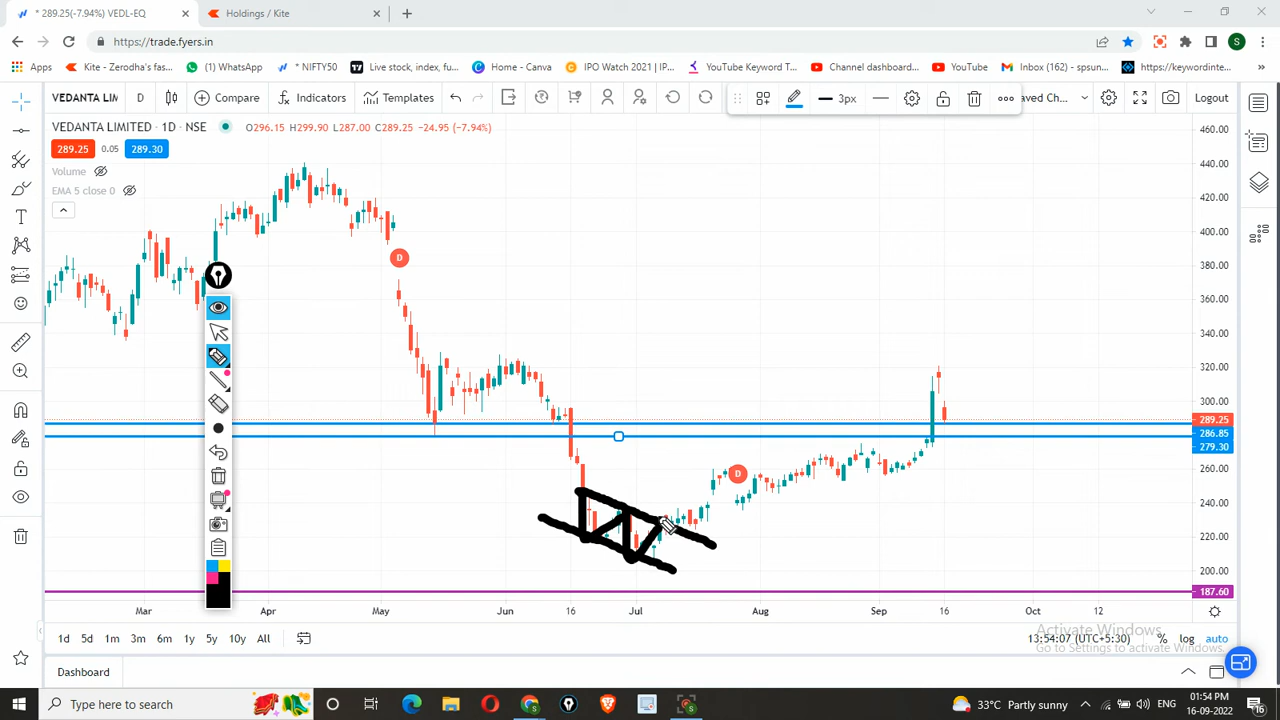 * 289.25(-7.94%) VEDL-EQ
Holdings / Kite
https://trade.fyers.in
S
Apps
Kite - Zerodha's fas...
(1) WhatsApp
* NIFTY50
Live stock, index, fu...
Home - Canva
IPO Watch 2021 | IP...
YouTube Keyword T...
Channel dashboard...
YouTube
Inbox (162) - spsun...
https://keywordinte...
VEDANTA LIM
D
Compare
Indicators
Templates
3px
ved Cha...
Logout
VEDANTA LIMITED · 1D · NSE
O296.15 H299.90 L287.00 C289.25 -24.95 (-7.94%)
289.25
0.05
289.30
Volume
EMA 5 close 0
D
D
460.00
440.00
420.00
400.00
380.00
360.00
340.00
320.00
300.00
289.25
286.85
279.30
260.00
240.00
220.00
200.00
187.60
Mar
Apr
May
Jun
16
Jul
Aug
Sep
16
Oct
12
1d
5d
1m
3m
6m
1y
5y
10y
All
13:54:07 (UTC+5:30)
%
log
auto
Activate Windows
Go to Settings to activate Windows.
Dashboard
Type here to search
33°C Partly sunny
ENG
01:54 PM
16-09-2022
16